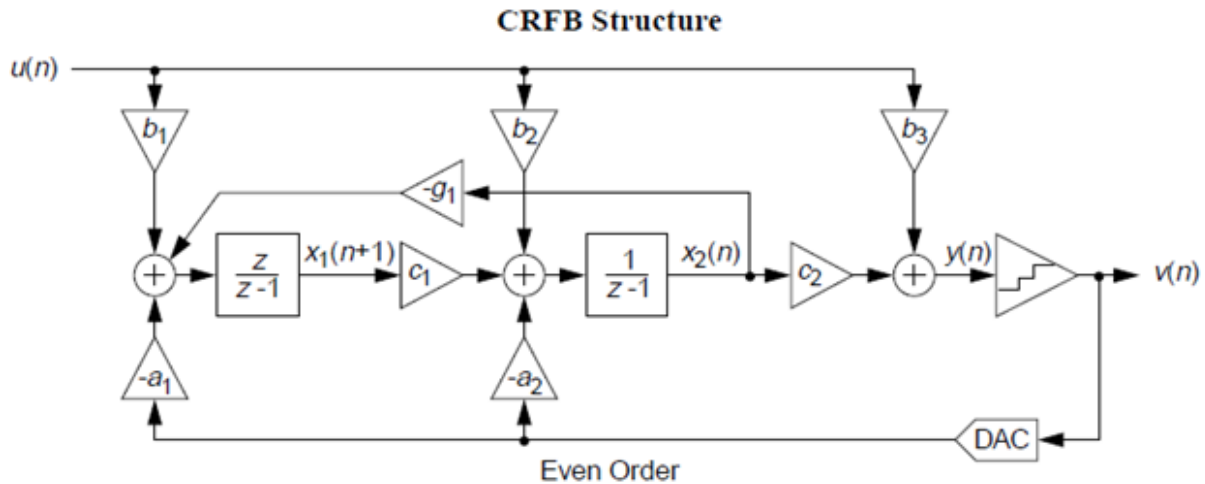 CRFB Structure
u(n)
b1 b2 b3
-g1
z/(z-1) x1(n+1) c1 1/(z-1) x2(n) c2 y(n) v(n)
+ + +
-a1 -a2
DAC
Even Order